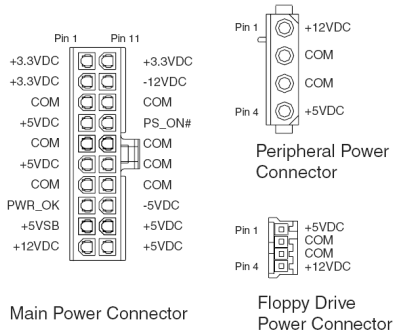 Pin 1 Pin 11
+3.3VDC +3.3VDC
+3.3VDC -12VDC
COM COM
+5VDC PS_ON#
COM COM
+5VDC COM
COM COM
PWR_OK -5VDC
+5VSB +5VDC
+12VDC +5VDC
Main Power Connector
Pin 1 +12VDC
COM
COM
Pin 4 +5VDC
Peripheral Power
Connector
Pin 1 +5VDC
COM
COM
Pin 4 +12VDC
Floppy Drive
Power Connector